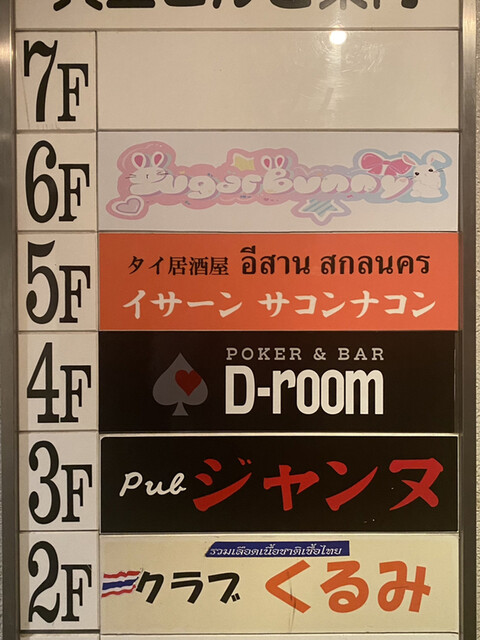 7F
6F
Sugar Bunny
5F
タイ居酒屋 อีสาน สกลนคร
イサーン サコンナコン
4F
POKER & BAR
D-room
3F
Pub ジャンヌ
2F
รวมเลือดเนื้อชาติเชื้อไทย
クラブ くるみ